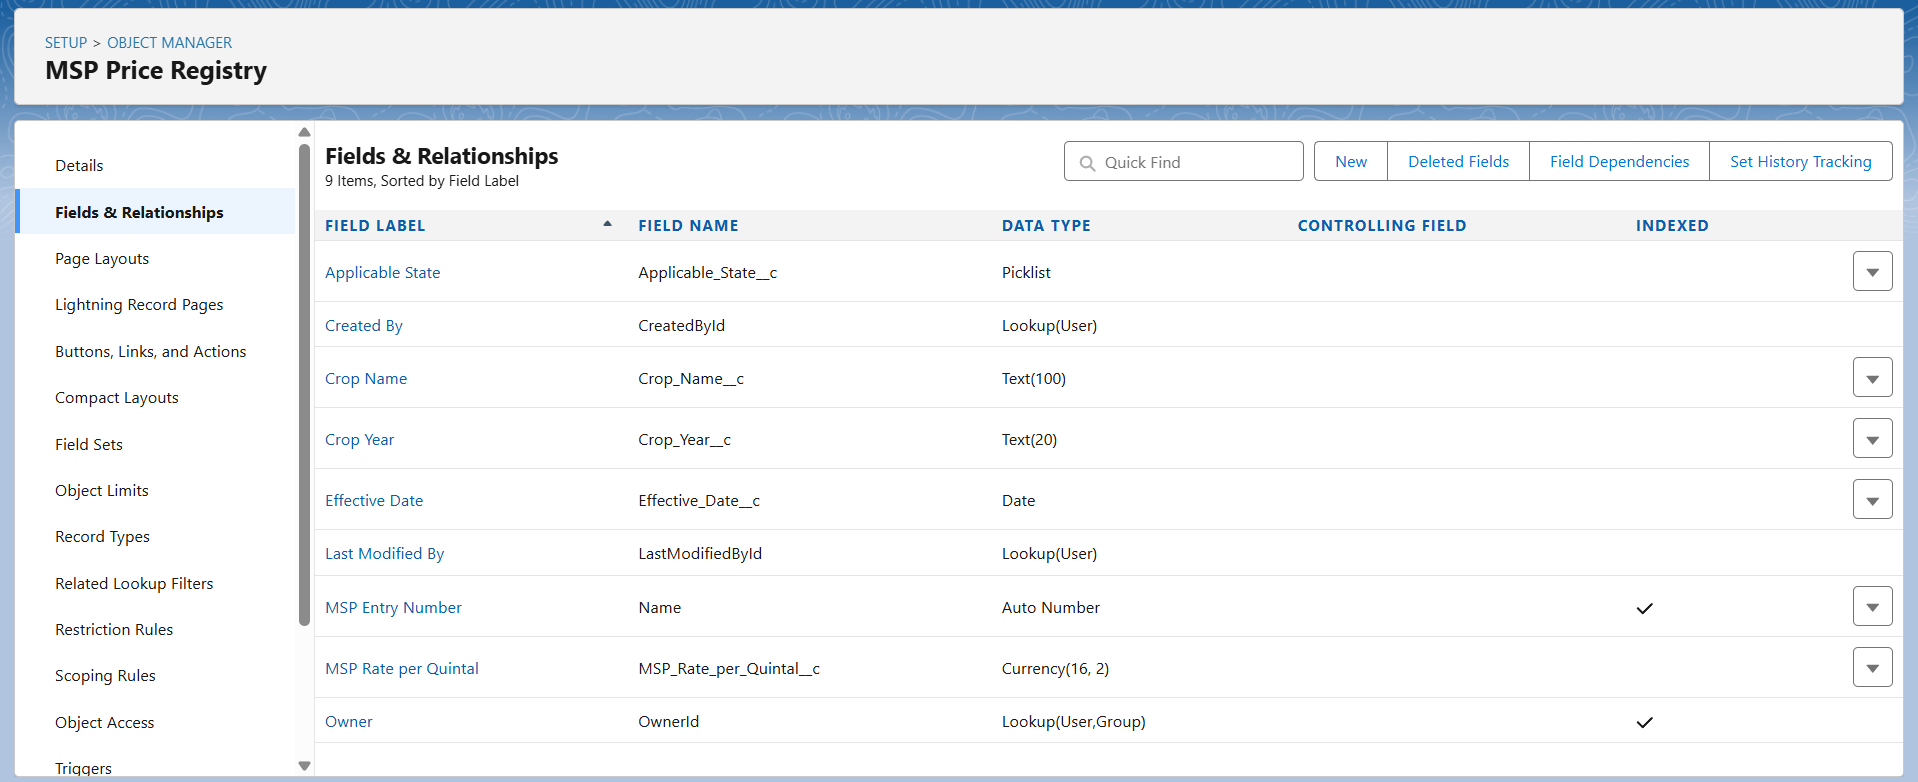 SETUP > OBJECT MANAGER
MSP Price Registry
Details
Fields & Relationships
Page Layouts
Lightning Record Pages
Buttons, Links, and Actions
Compact Layouts
Field Sets
Object Limits
Record Types
Related Lookup Filters
Restriction Rules
Scoping Rules
Object Access
Triggers
Fields & Relationships
9 Items, Sorted by Field Label
Quick Find
New
Deleted Fields
Field Dependencies
Set History Tracking
FIELD LABEL FIELD NAME DATA TYPE CONTROLLING FIELD INDEXED
Applicable State Applicable_State__c Picklist
Created By CreatedById Lookup(User)
Crop Name Crop_Name__c Text(100)
Crop Year Crop_Year__c Text(20)
Effective Date Effective_Date__c Date
Last Modified By LastModifiedById Lookup(User)
MSP Entry Number Name Auto Number ✓
MSP Rate per Quintal MSP_Rate_per_Quintal__c Currency(16, 2)
Owner OwnerId Lookup(User,Group) ✓